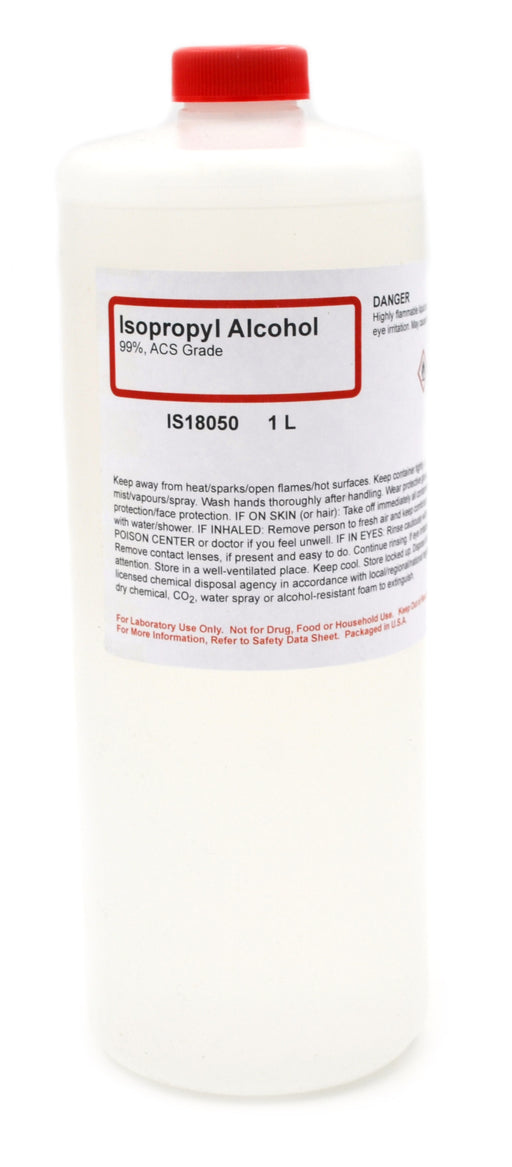 Isopropyl Alcohol
99%, ACS Grade
IS18050 1 L
DANGER
Highly flammable
eye irritation. May
Keep away from heat/sparks/open flames/hot surfaces. Keep container
mist/vapours/spray. Wash hands thoroughly after handling. Wear protective
protection/face protection. IF ON SKIN (or hair): Take off immediately all
with water/shower. IF INHALED: Remove person to fresh air and keep
POISON CENTER or doctor if you feel unwell. IF IN EYES: Rinse
Remove contact lenses, if present and easy to do. Continue rinsing. If eye
attention. Store in a well-ventilated place. Keep cool. Store locked up.
licensed chemical disposal agency in accordance with local/regional/
dry chemical, CO2, water spray or alcohol-resistant foam to extinguish.
For Laboratory Use Only. Not for Drug, Food or Household Use. Keep
For More Information, Refer to Safety Data Sheet. Packaged in U.S.A.